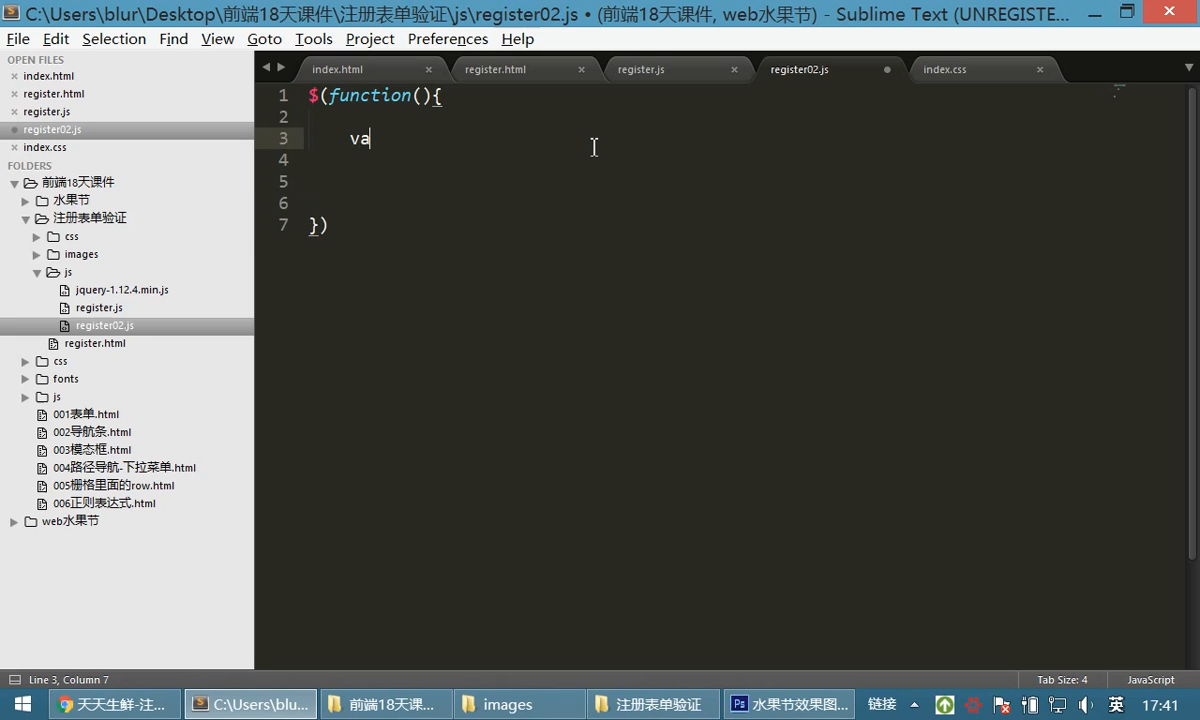 C:\Users\blur\Desktop\前端18天课件\注册表单验证\js\register02.js • (前端18天课件, web水果节) - Sublime Text (UNREGISTE...
File Edit Selection Find View Goto Tools Project Preferences Help
OPEN FILES
index.html
register.html
register.js
register02.js
index.css
FOLDERS
前端18天课件
水果节
注册表单验证
css
images
js
jquery-1.12.4.min.js
register.js
register02.js
register.html
css
fonts
js
001表单.html
002导航条.html
003模态框.html
004路径导航-下拉菜单.html
005栅格里面的row.html
006正则表达式.html
web水果节
index.html register.html register.js register02.js index.css
1 $(function(){
2
3 va
4
5
6
7 })
Line 3, Column 7 Tab Size: 4 JavaScript
天天生鲜-注... C:\Users\blu... 前端18天课... images 注册表单验证 Ps 水果节效果图... 链接 英 17:41